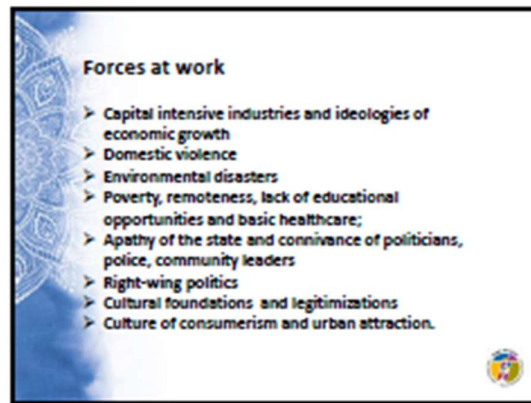 Forces at work
➤ Capital intensive industries and ideologies of
economic growth
➤ Domestic violence
➤ Environmental disasters
➤ Poverty, remoteness, lack of educational
opportunities and basic healthcare;
➤ Apathy of the state and connivance of politicians,
police, community leaders
➤ Right-wing politics
➤ Cultural foundations and legitimizations
➤ Culture of consumerism and urban attraction.